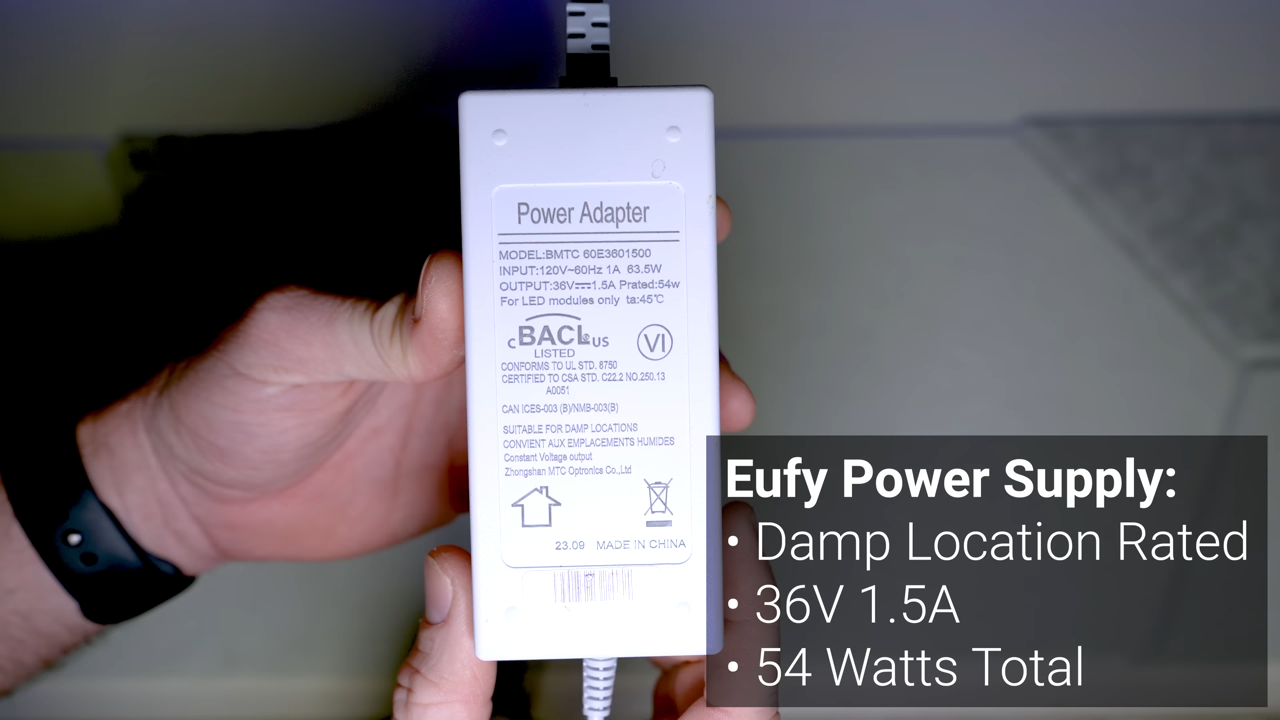 Power Adapter
MODEL:BMTC 60E3601500
INPUT:120V~60Hz 1A 63.5W
OUTPUT:36V⎓1.5A Prated:54w
For LED modules only ta:45℃
c BACL® US
LISTED
VI
CONFORMS TO UL STD. 8750
CERTIFIED TO CSA STD. C22.2 NO.250.13
A0051
CAN ICES-003 (B)/NMB-003(B)
SUITABLE FOR DAMP LOCATIONS
CONVIENT AUX EMPLACEMENTS HUMIDES
Constant Voltage output
Zhongshan MTC Optronics Co.,Ltd
23.09 MADE IN CHINA
Eufy Power Supply:
• Damp Location Rated
• 36V 1.5A
• 54 Watts Total